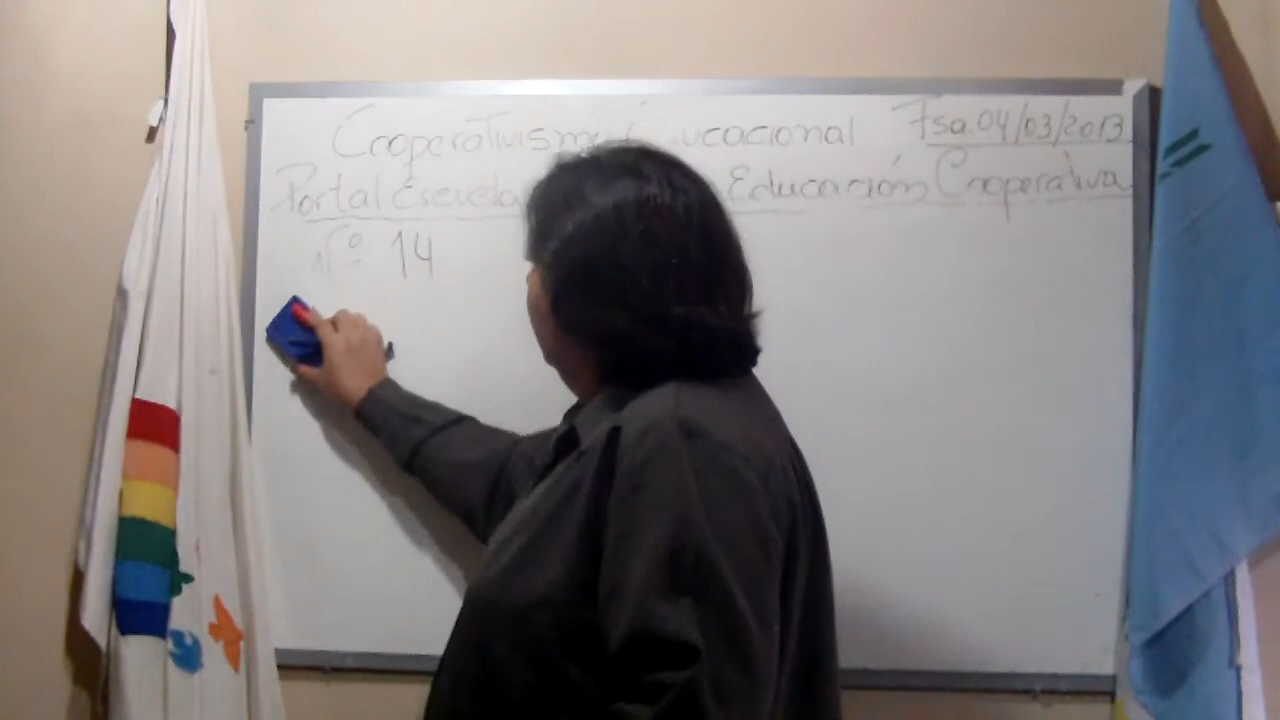 Cooperativismo ucacional Fsa. 04/03/2013
Portal Escuela Educación Cooperativa
Nº 14